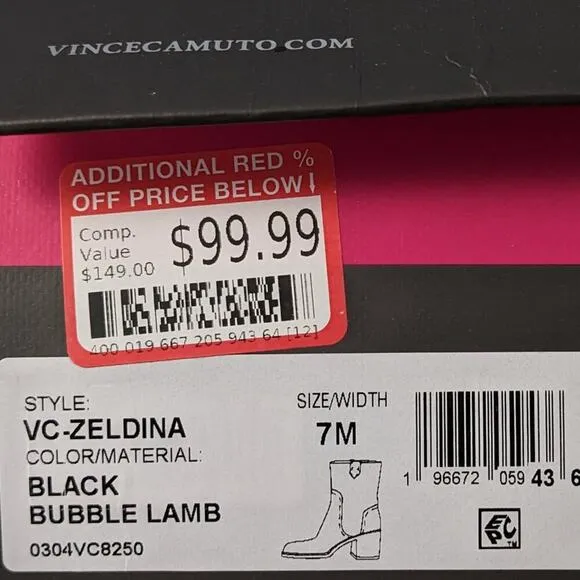 VINCECAMUTO.COM
ADDITIONAL RED %
OFF PRICE BELOW↓
Comp.
Value
$149.00
$99.99
400 019 667 205 943 64 [12]
STYLE:
VC-ZELDINA
COLOR/MATERIAL:
BLACK
BUBBLE LAMB
0304VC8250
SIZE/WIDTH
7M
1 96672 059 43 6
EPC™